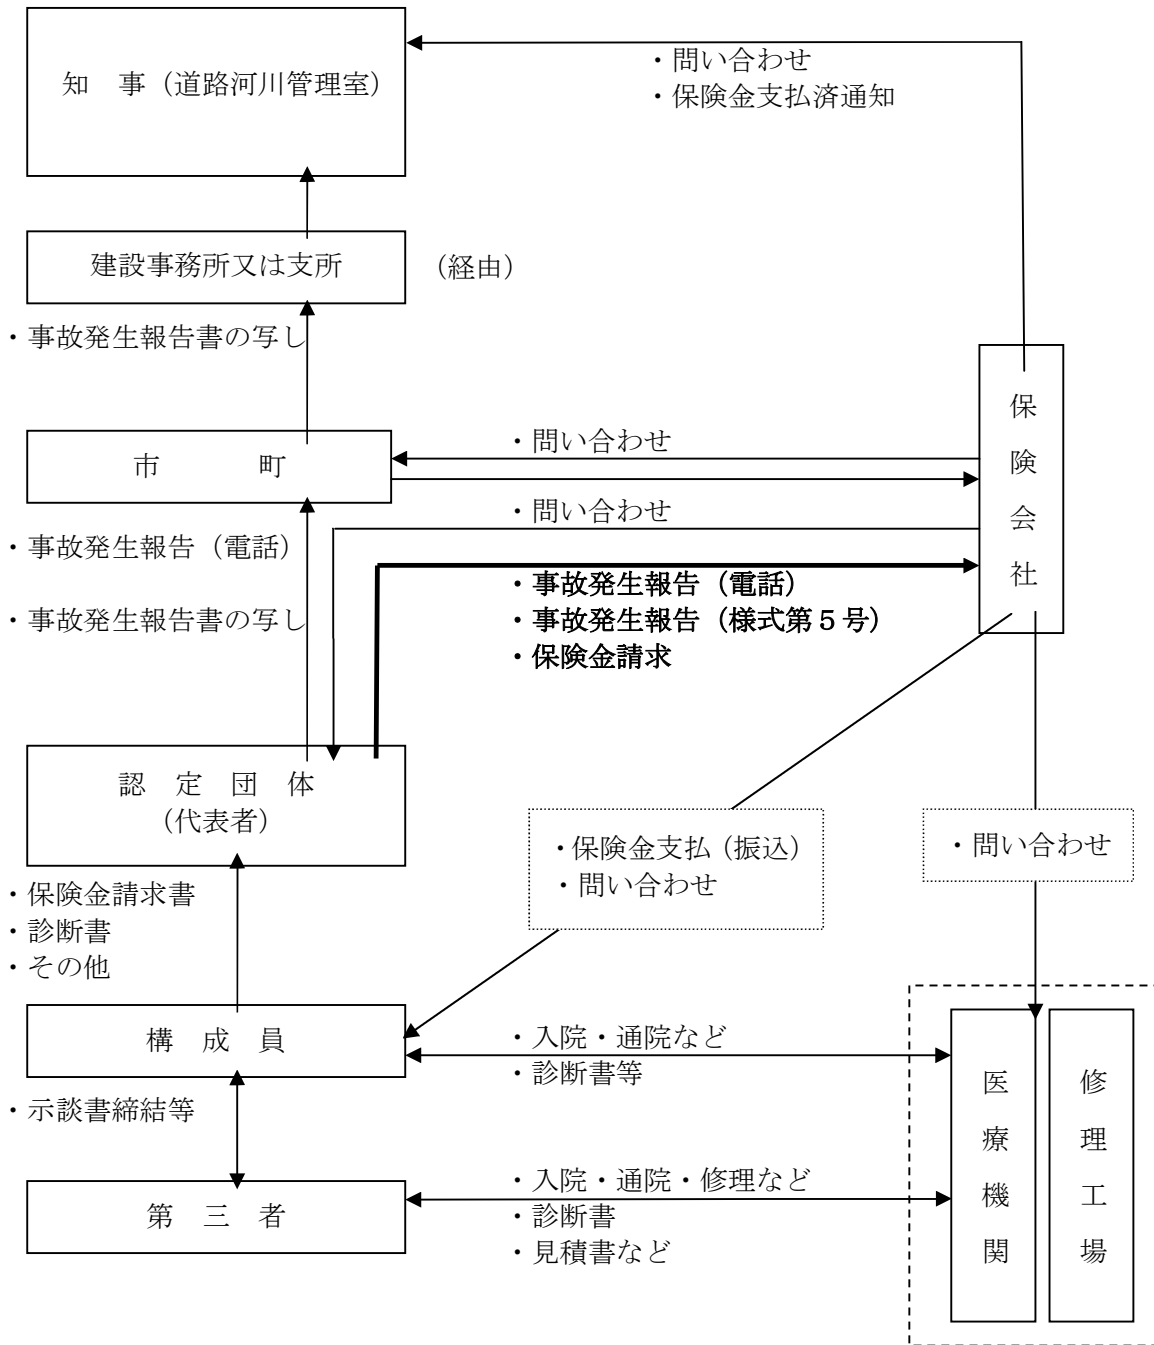 知　事（道路河川管理室）
・問い合わせ
・保険金支払済通知
建設事務所又は支所
（経由）
・事故発生報告書の写し
保険会社
市　　　町
・問い合わせ
・問い合わせ
・事故発生報告（電話）
・事故発生報告書の写し
・事故発生報告（電話）
・事故発生報告（様式第５号）
・保険金請求
認　定　団　体
（代表者）
・保険金支払（振込）
・問い合わせ
・問い合わせ
・保険金請求書
・診断書
・その他
構　成　員
・入院・通院など
・診断書等
・示談書締結等
第　三　者
・入院・通院・修理など
・診断書
・見積書など
医療機関
修理工場